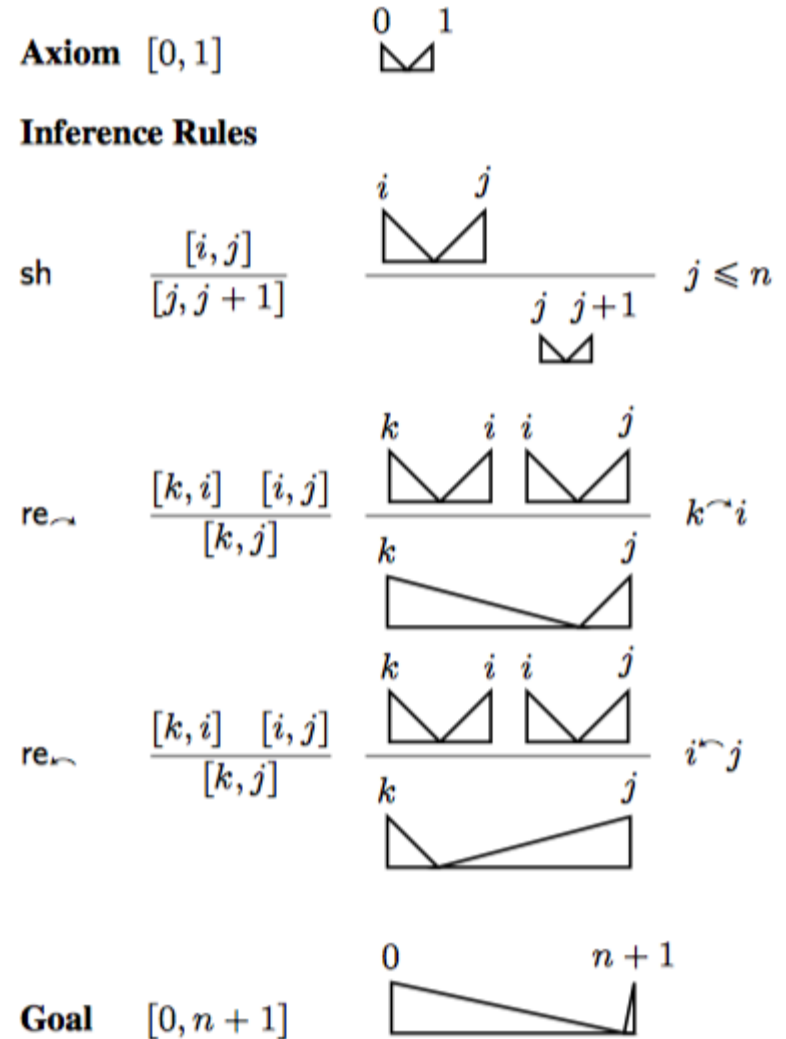 0 1
Axiom [0, 1]
Inference Rules
i j
sh [i, j] j ⩽ n
[j, j + 1]
j j+1
k i i j
re↷ [k, i] [i, j] k↷i
[k, j]
k j
k i i j
re↶ [k, i] [i, j] i↶j
[k, j]
k j
0 n + 1
Goal [0, n + 1]